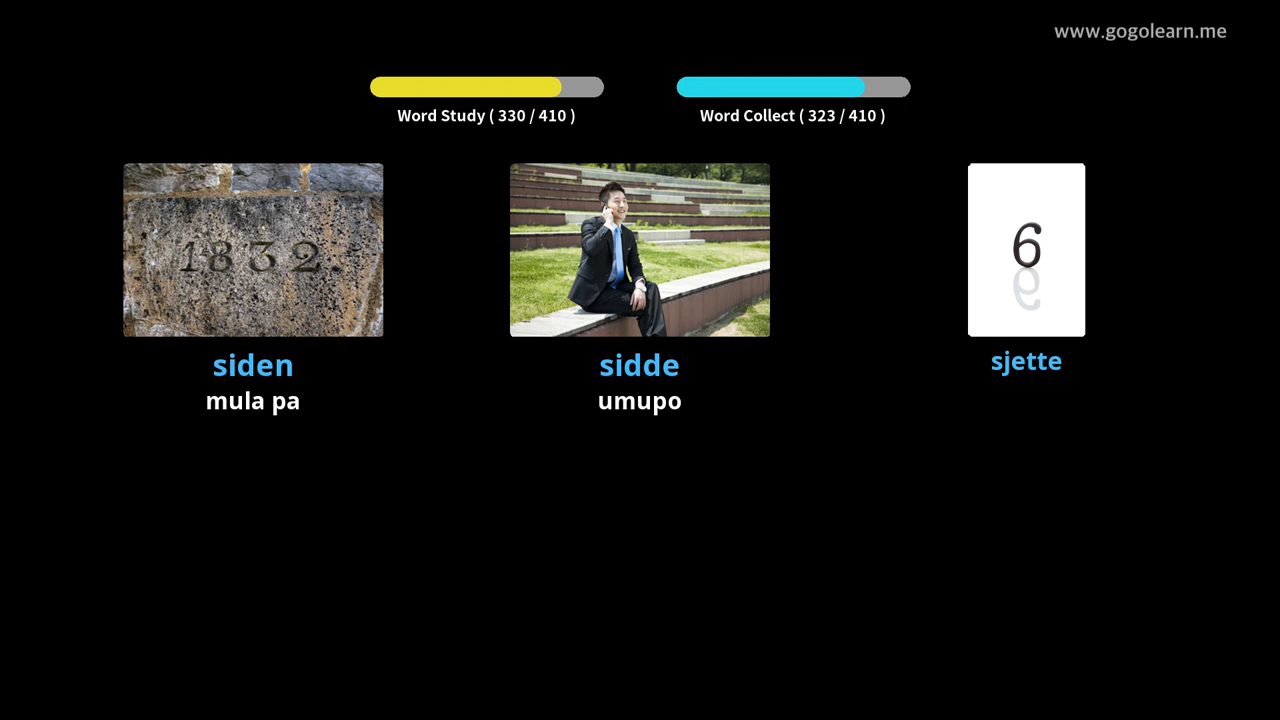 www.gogolearn.me
Word Study ( 330 / 410 )
Word Collect ( 323 / 410 )
1832.
6
siden
sidde
sjette
mula pa
umupo